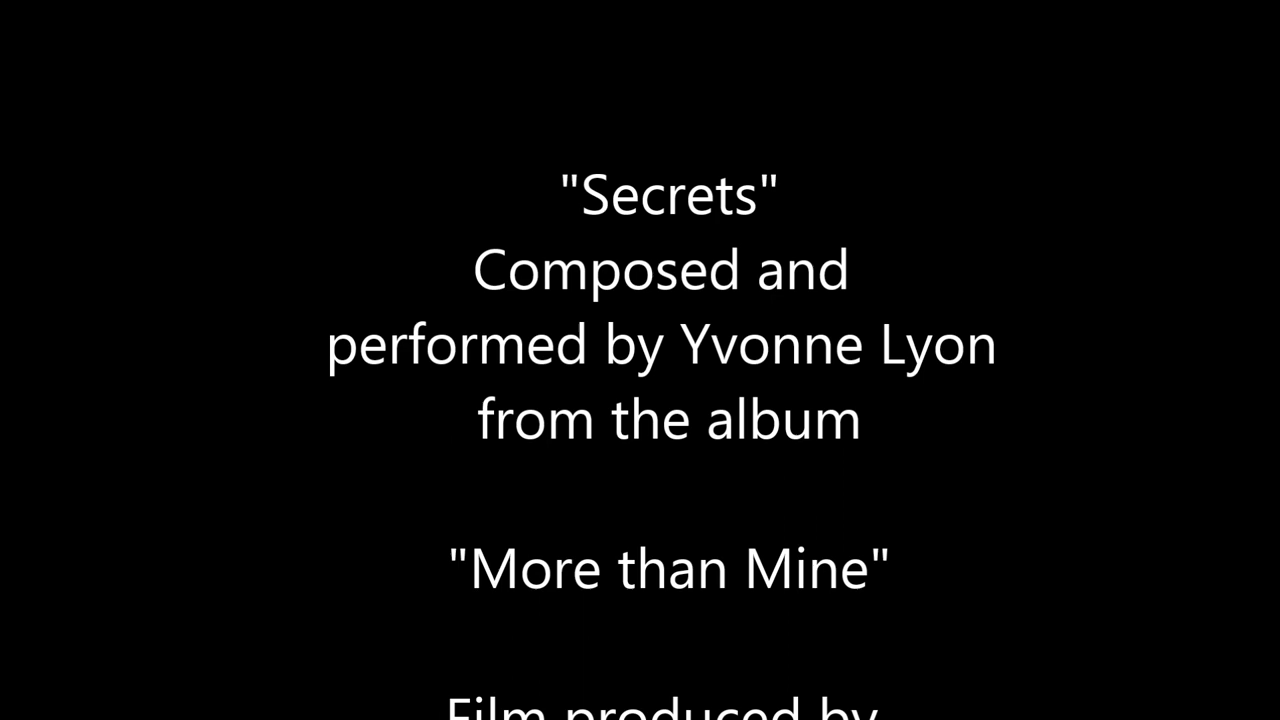 "Secrets"
Composed and
performed by Yvonne Lyon
from the album
"More than Mine"
Film produced by